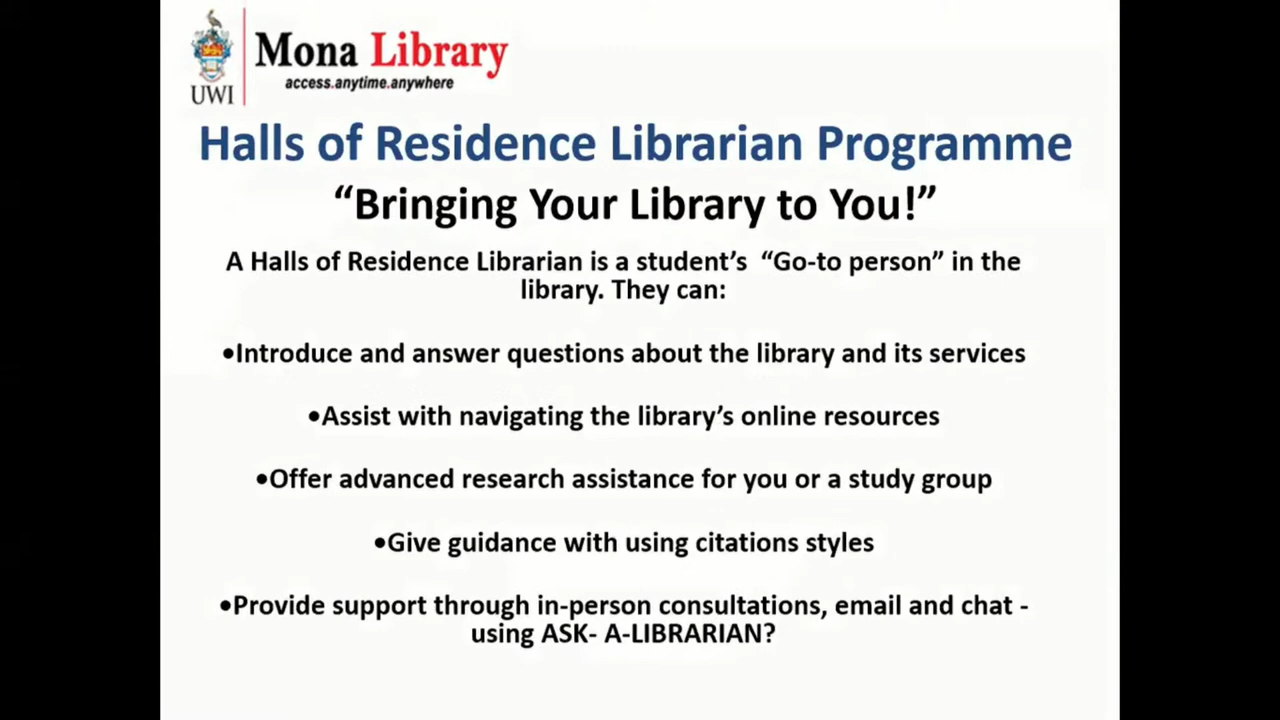 UWI
Mona Library
access.anytime.anywhere
Halls of Residence Librarian Programme
“Bringing Your Library to You!”
A Halls of Residence Librarian is a student’s “Go-to person” in the
library. They can:
•Introduce and answer questions about the library and its services
•Assist with navigating the library’s online resources
•Offer advanced research assistance for you or a study group
•Give guidance with using citations styles
•Provide support through in-person consultations, email and chat -
using ASK- A-LIBRARIAN?